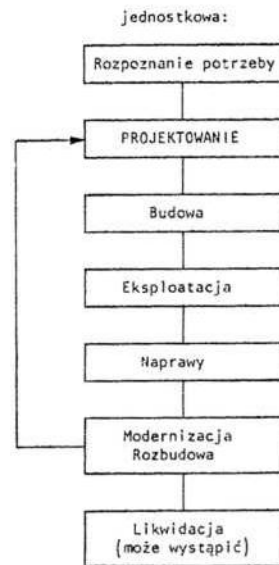 jednostkowa:
Rozpoznanie potrzeby
PROJEKTOWANIE
Budowa
Eksploatacja
Naprawy
Modernizacja
Rozbudowa
Likwidacja
(może wystąpić)